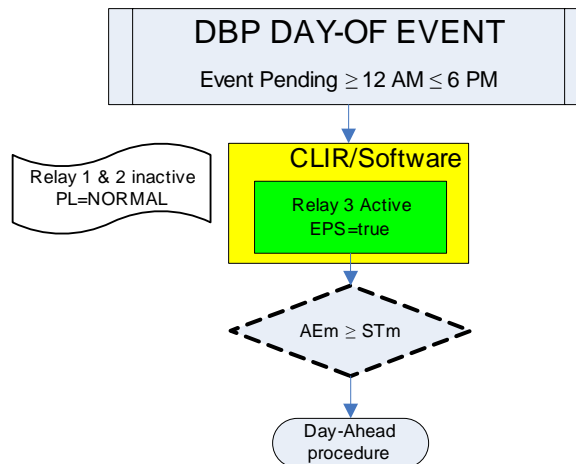 DBP DAY-OF EVENT
Event Pending ≥ 12 AM ≤ 6 PM
CLIR/Software
Relay 1 & 2 inactive
PL=NORMAL
Relay 3 Active
EPS=true
AEm ≥ STm
Day-Ahead
procedure